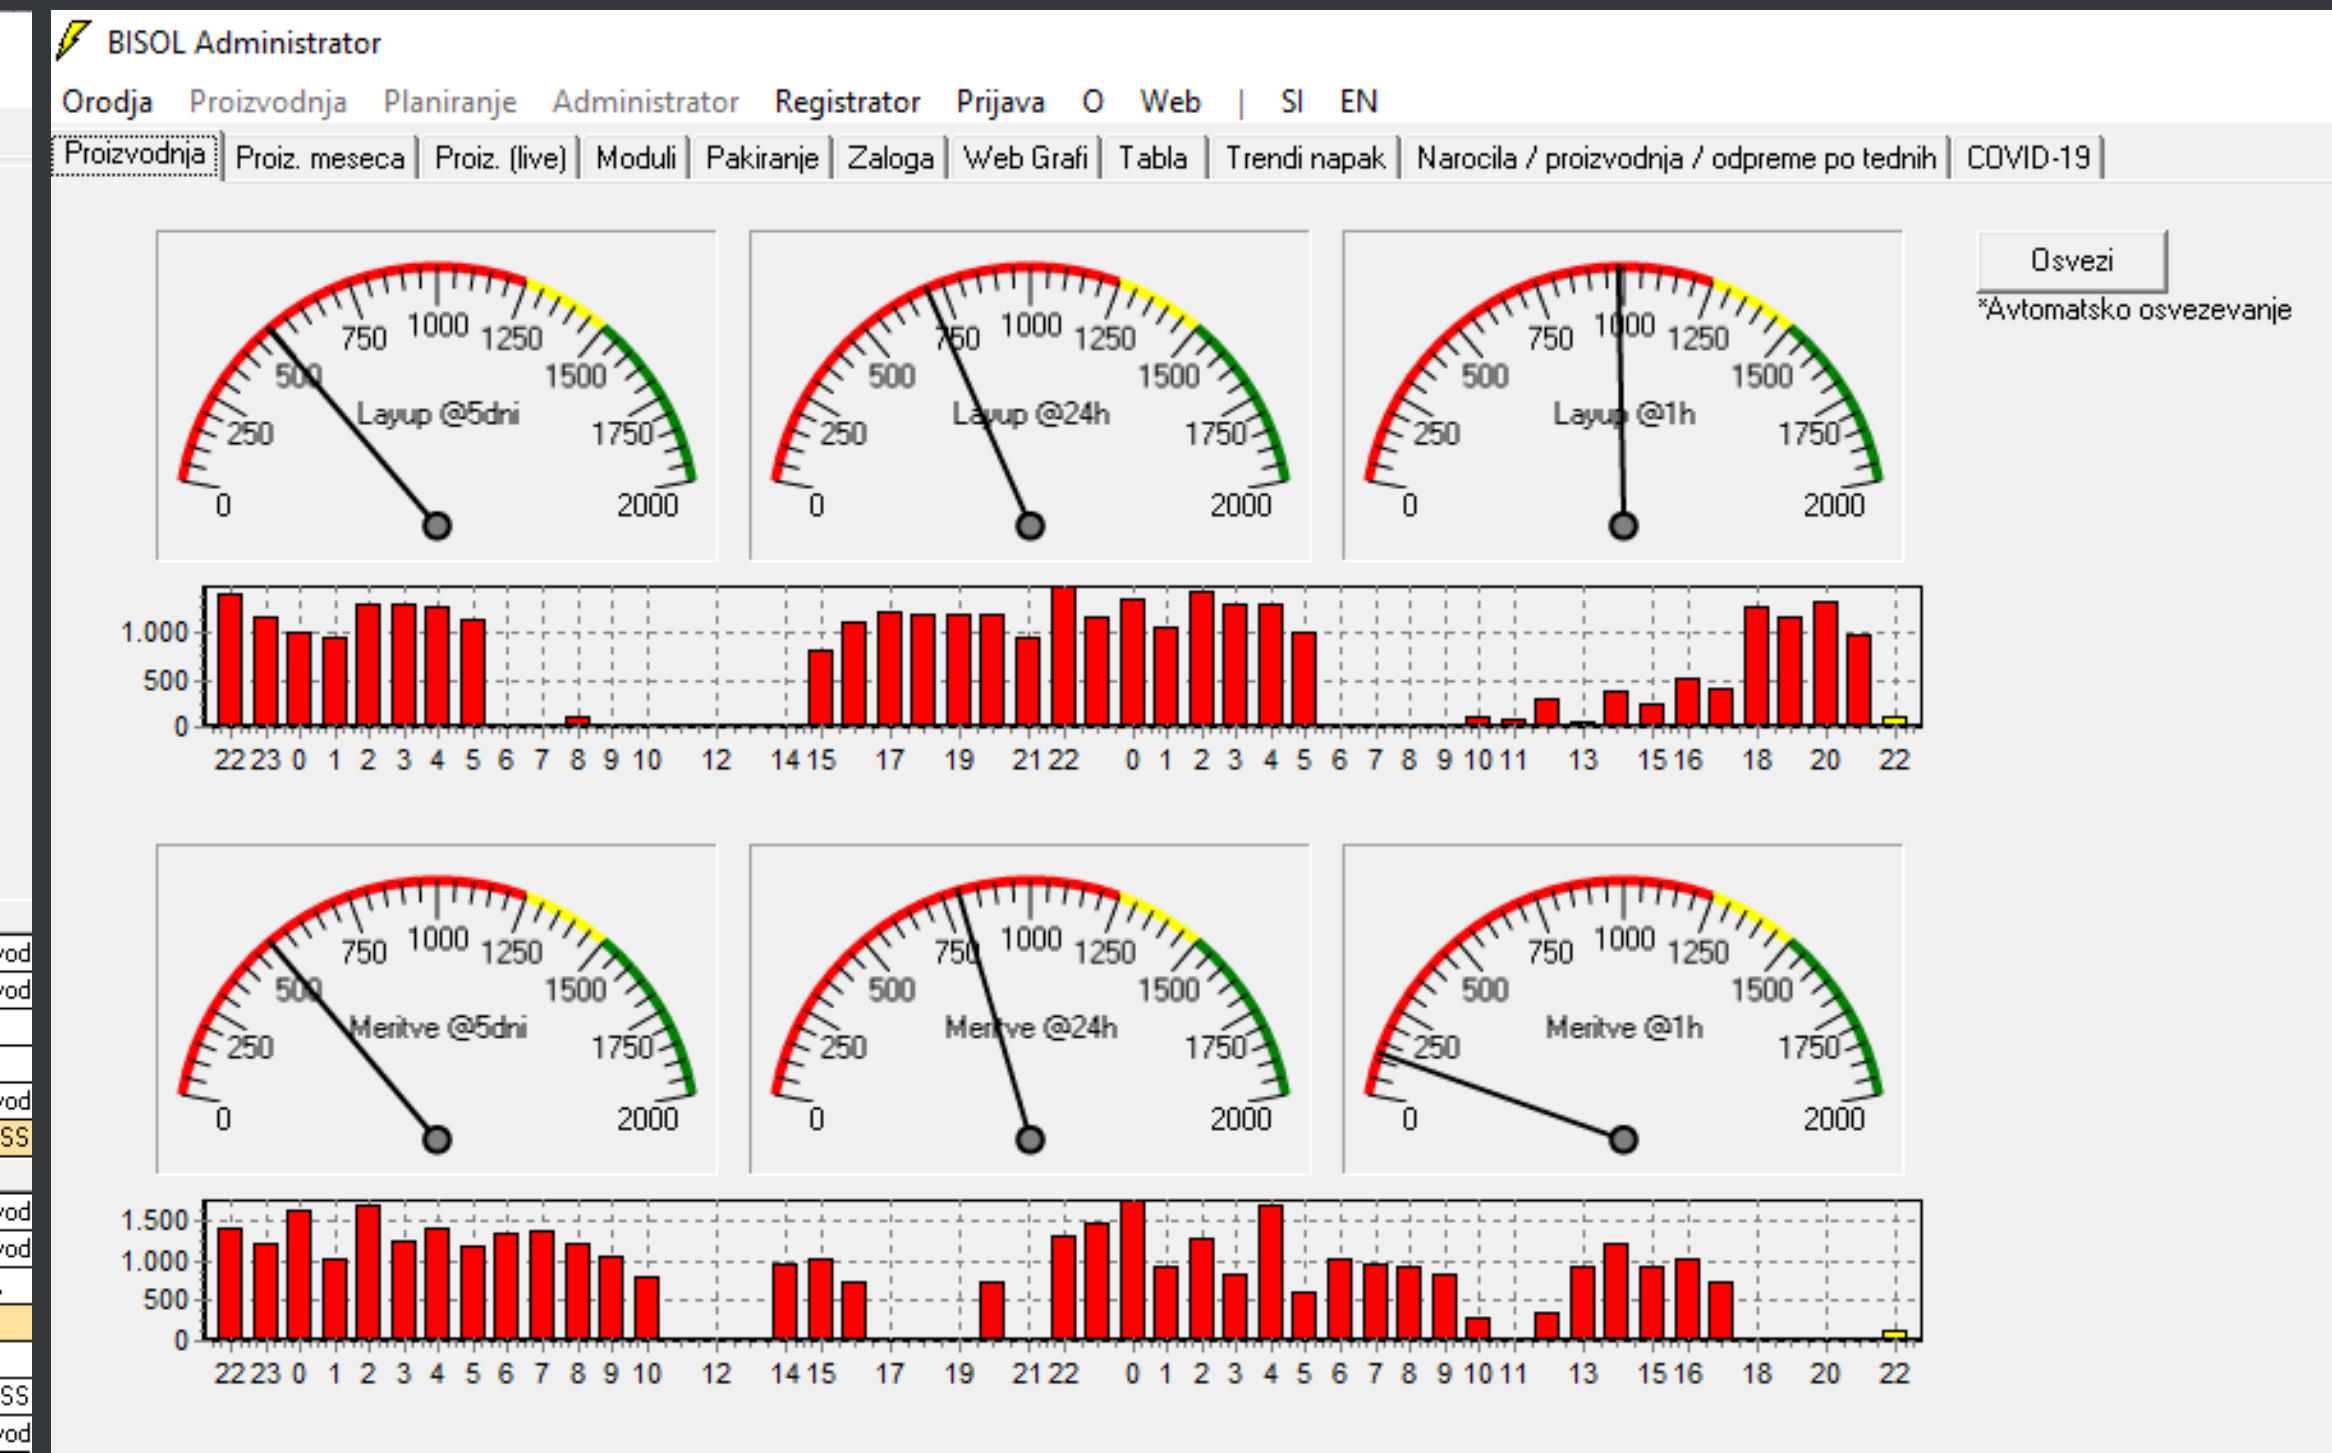 BISOL Administrator
Orodja Proizvodnja Planiranje Administrator Registrator Prijava O Web | SI EN
Proizvodnja Proiz. meseca Proiz. (live) Moduli Pakiranje Zaloga Web Grafi Tabla Trendi napak Narocila / proizvodnja / odpreme po tednih COVID-19
0 250 500 750 1000 1250 1500 1750 2000
Layup @5dni
0 250 500 750 1000 1250 1500 1750 2000
Layup @24h
0 250 500 750 1000 1250 1500 1750 2000
Layup @1h
Osvezi
*Avtomatsko osvezevanje
1.000
500
0
22 23 0 1 2 3 4 5 6 7 8 9 10 12 14 15 17 19 21 22 0 1 2 3 4 5 6 7 8 9 10 11 13 15 16 18 20 22
0 250 500 750 1000 1250 1500 1750 2000
Meritve @5dni
0 250 500 750 1000 1250 1500 1750 2000
Meritve @24h
0 250 500 750 1000 1250 1500 1750 2000
Meritve @1h
1.500
1.000
500
0
22 23 0 1 2 3 4 5 6 7 8 9 10 12 14 15 17 19 21 22 0 1 2 3 4 5 6 7 8 9 10 11 13 15 16 18 20 22